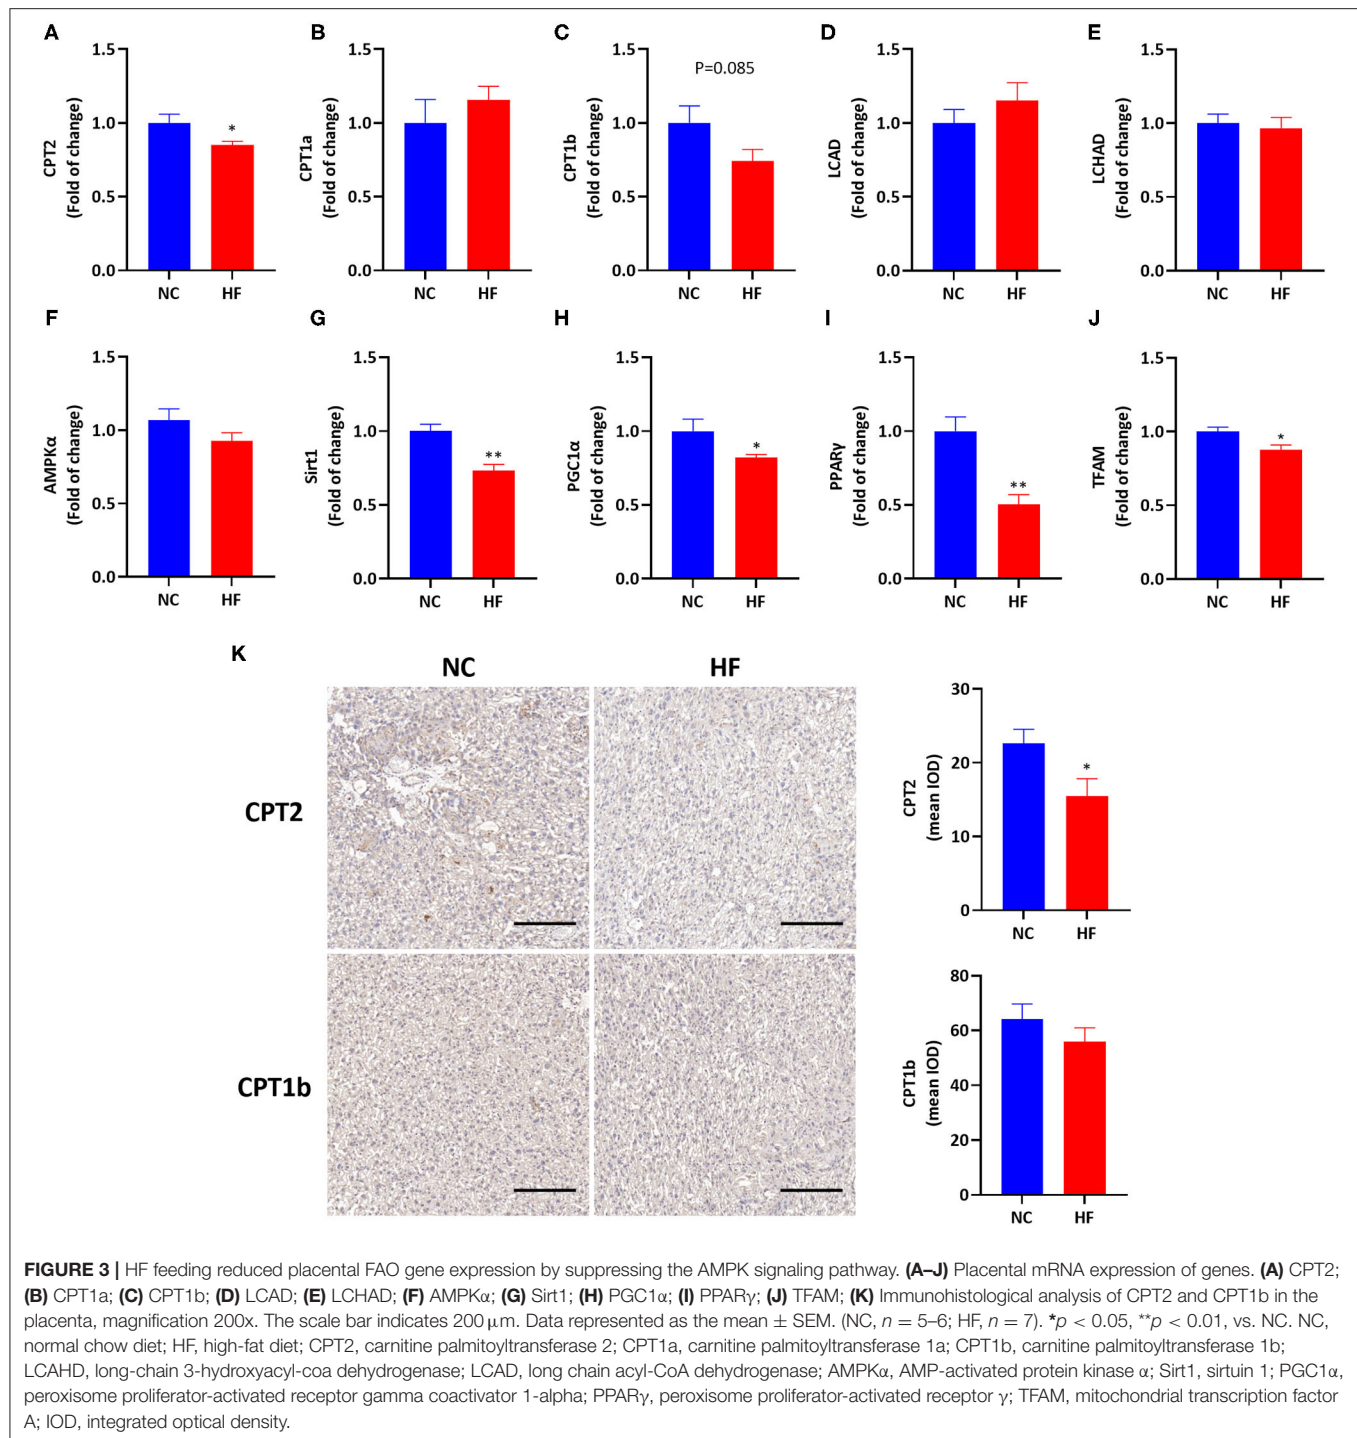 A
B
C
D
E
1.5
1.0
0.5
0.0
CPT2
(Fold of change)
*
NC HF
1.5
1.0
0.5
0.0
CPT1a
(Fold of change)
NC HF
1.5
1.0
0.5
0.0
CPT1b
(Fold of change)
P=0.085
NC HF
1.5
1.0
0.5
0.0
LCAD
(Fold of change)
NC HF
1.5
1.0
0.5
0.0
LCHAD
(Fold of change)
NC HF
F
G
H
I
J
1.5
1.0
0.5
0.0
AMPKα
(Fold of change)
NC HF
1.5
1.0
0.5
0.0
Sirt1
(Fold of change)
**
NC HF
1.5
1.0
0.5
0.0
PGC1α
(Fold of change)
*
NC HF
1.5
1.0
0.5
0.0
PPARγ
(Fold of change)
**
NC HF
1.5
1.0
0.5
0.0
TFAM
(Fold of change)
*
NC HF
K
NC HF
CPT2
30
20
10
0
CPT2
(mean IOD)
*
NC HF
CPT1b
80
60
40
20
0
CPT1b
(mean IOD)
NC HF
FIGURE 3 | HF feeding reduced placental FAO gene expression by suppressing the AMPK signaling pathway. (A–J) Placental mRNA expression of genes. (A) CPT2;
(B) CPT1a; (C) CPT1b; (D) LCAD; (E) LCHAD; (F) AMPKα; (G) Sirt1; (H) PGC1α; (I) PPARγ; (J) TFAM; (K) Immunohistological analysis of CPT2 and CPT1b in the
placenta, magnification 200x. The scale bar indicates 200 μm. Data represented as the mean ± SEM. (NC, n = 5–6; HF, n = 7). *p < 0.05, **p < 0.01, vs. NC. NC,
normal chow diet; HF, high-fat diet; CPT2, carnitine palmitoyltransferase 2; CPT1a, carnitine palmitoyltransferase 1a; CPT1b, carnitine palmitoyltransferase 1b;
LCAHD, long-chain 3-hydroxyacyl-coa dehydrogenase; LCAD, long chain acyl-CoA dehydrogenase; AMPKα, AMP-activated protein kinase α; Sirt1, sirtuin 1; PGC1α,
peroxisome proliferator-activated receptor gamma coactivator 1-alpha; PPARγ, peroxisome proliferator-activated receptor γ; TFAM, mitochondrial transcription factor
A; IOD, integrated optical density.